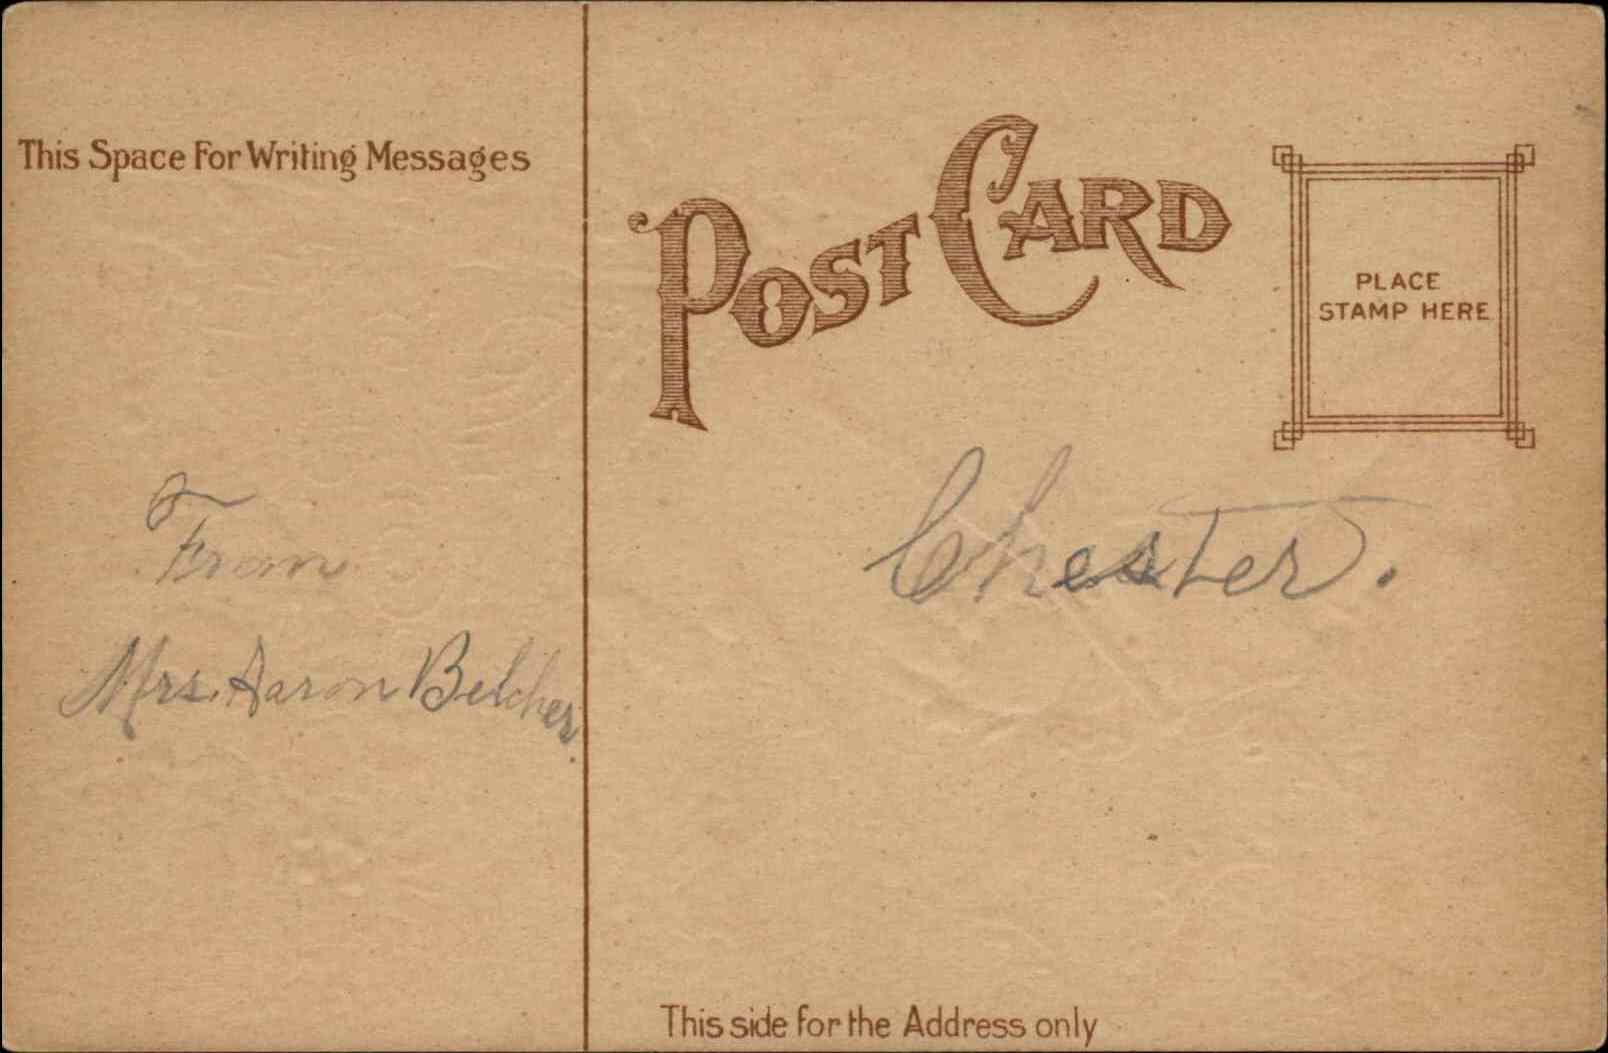 This Space For Writing Messages
POST CARD
PLACE
STAMP HERE
From
Mrs. Aaron Belcher
Chester.
This side for the Address only